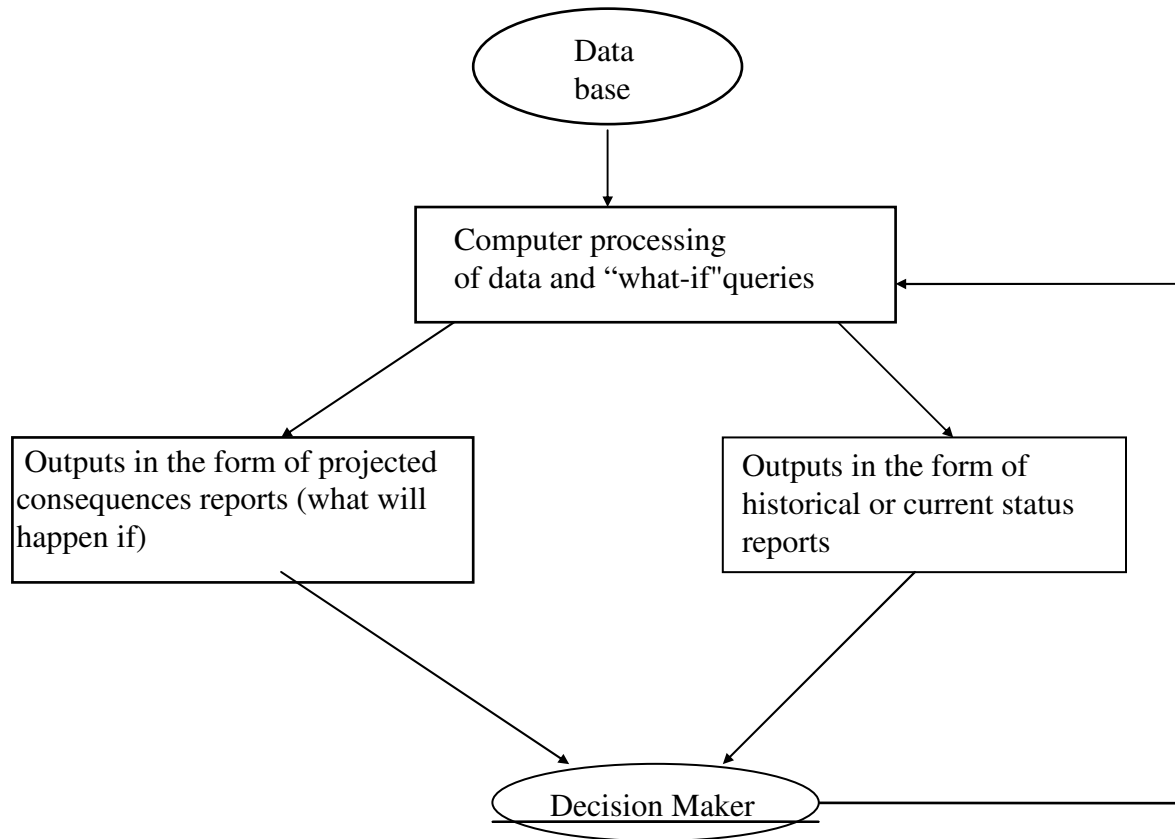 Data
base
Computer processing
of data and “what-if"queries
Outputs in the form of projected
consequences reports (what will
happen if)
Outputs in the form of
historical or current status
reports
Decision Maker